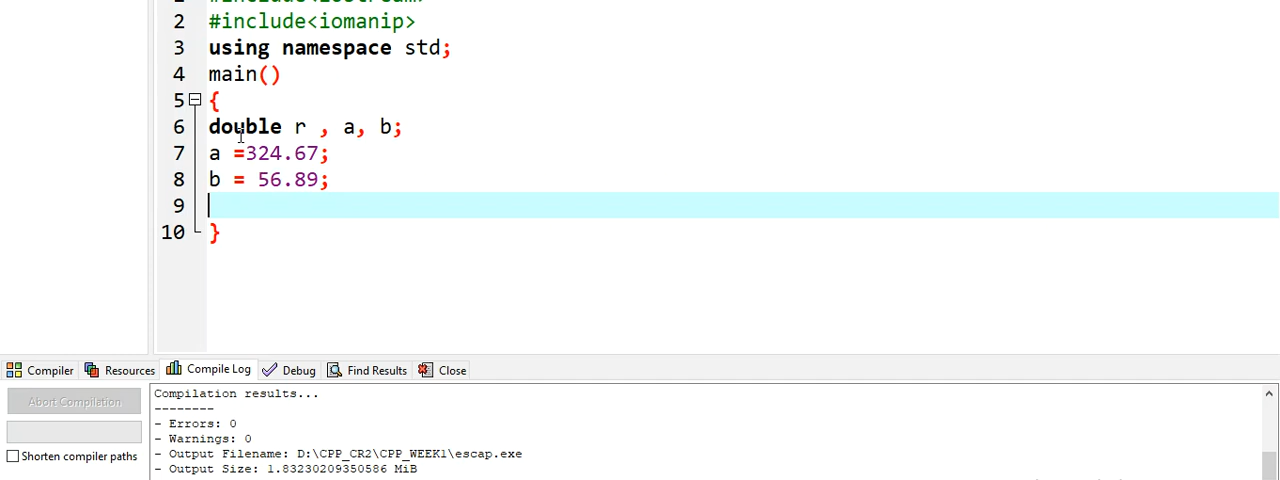 #include<iostream>
2 #include<iomanip>
3 using namespace std;
4 main()
5 {
6 double r , a, b;
7 a =324.67;
8 b = 56.89;
9
10 }
Compiler Resources Compile Log Debug Find Results Close
Abort Compilation
Shorten compiler paths
Compilation results...
--------
- Errors: 0
- Warnings: 0
- Output Filename: D:\CPP_CR2\CPP_WEEK1\escap.exe
- Output Size: 1.83230209350586 MiB